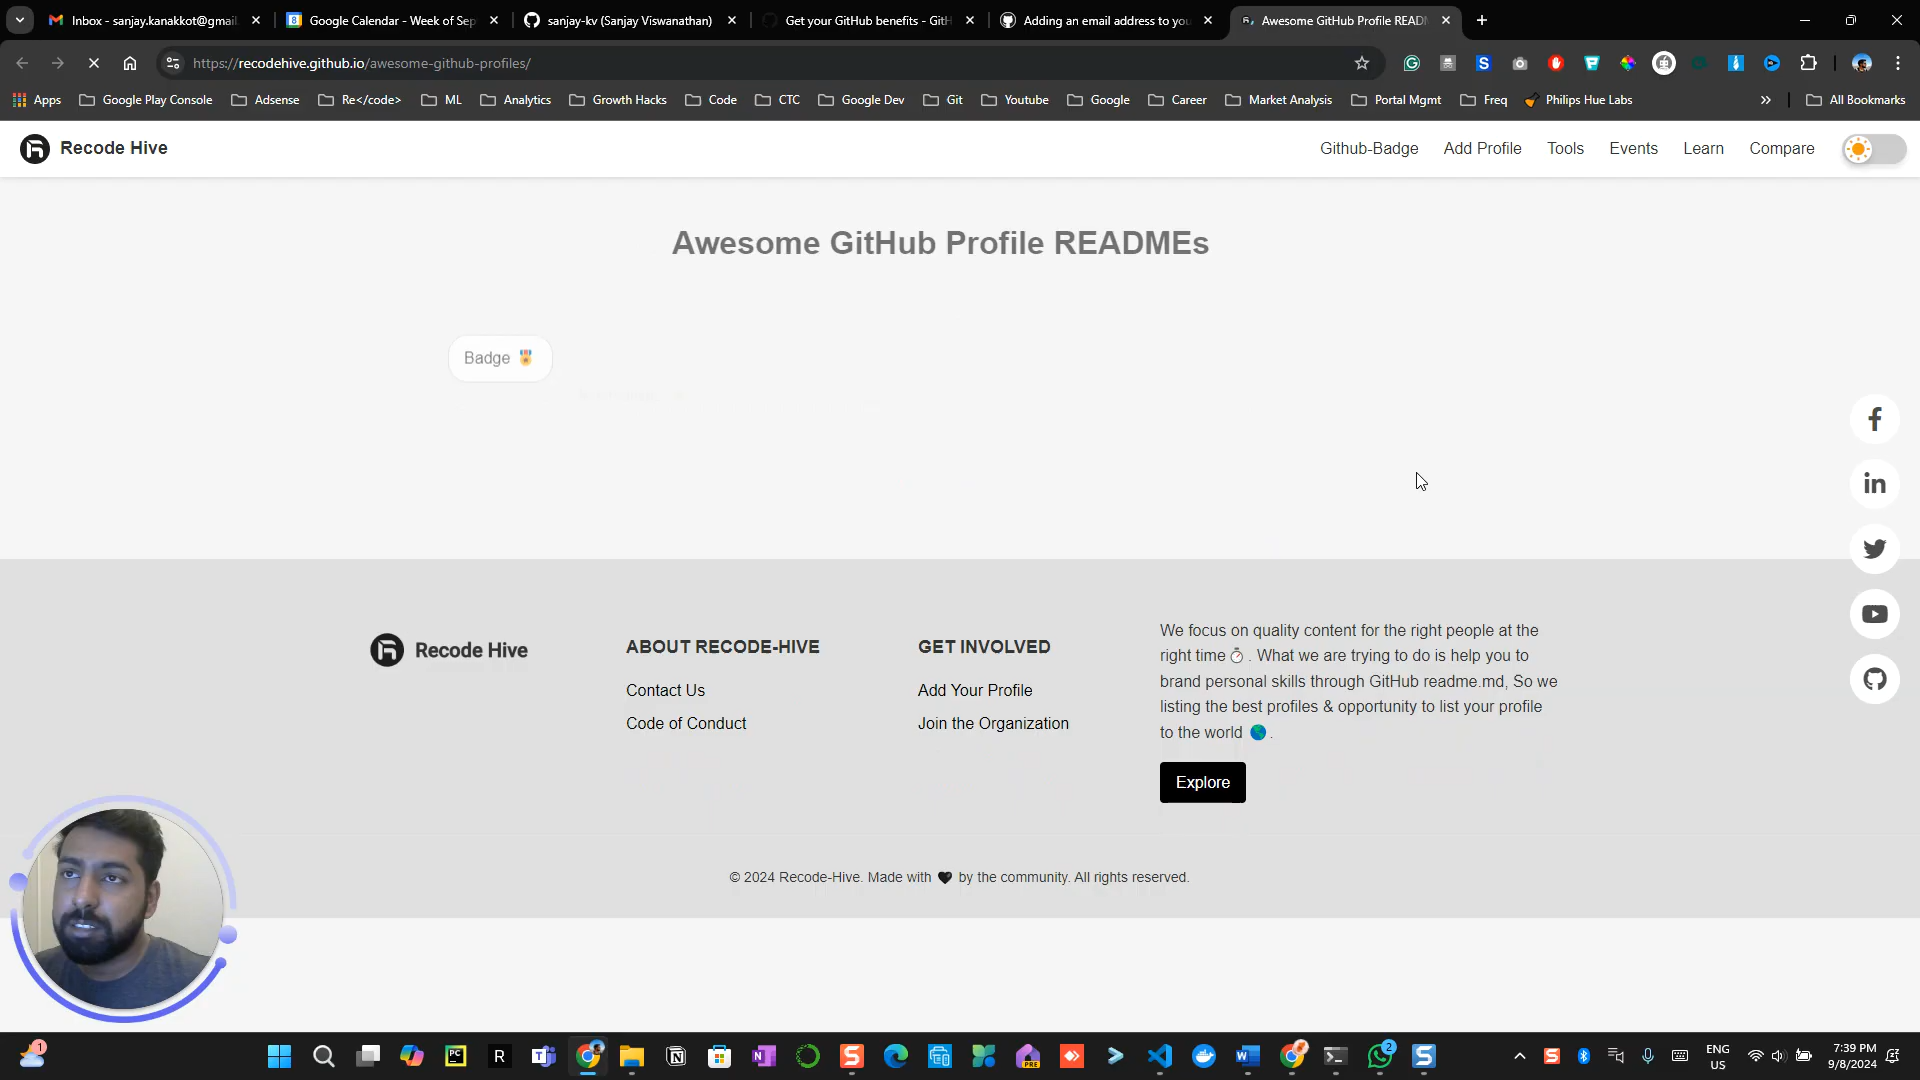 Inbox - sanjay.kanakkot@gmail
Google Calendar - Week of Sep
sanjay-kv (Sanjay Viswanathan)
Get your GitHub benefits - GitH
Adding an email address to you
Awesome GitHub Profile READ
https://recodehive.github.io/awesome-github-profiles/
Apps
Google Play Console
Adsense
Re</code>
ML
Analytics
Growth Hacks
Code
CTC
Google Dev
Git
Youtube
Google
Career
Market Analysis
Portal Mgmt
Freq
Philips Hue Labs
All Bookmarks
Recode Hive
Github-Badge
Add Profile
Tools
Events
Learn
Compare
Awesome GitHub Profile READMEs
Badge
Recode Hive
ABOUT RECODE-HIVE
Contact Us
Code of Conduct
GET INVOLVED
Add Your Profile
Join the Organization
We focus on quality content for the right people at the
right time ⏱️. What we are trying to do is help you to
brand personal skills through GitHub readme.md, So we
listing the best profiles & opportunity to list your profile
to the world 🌎.
Explore
© 2024 Recode-Hive. Made with 🖤 by the community. All rights reserved.
1
2
ENG
US
7:39 PM
9/8/2024